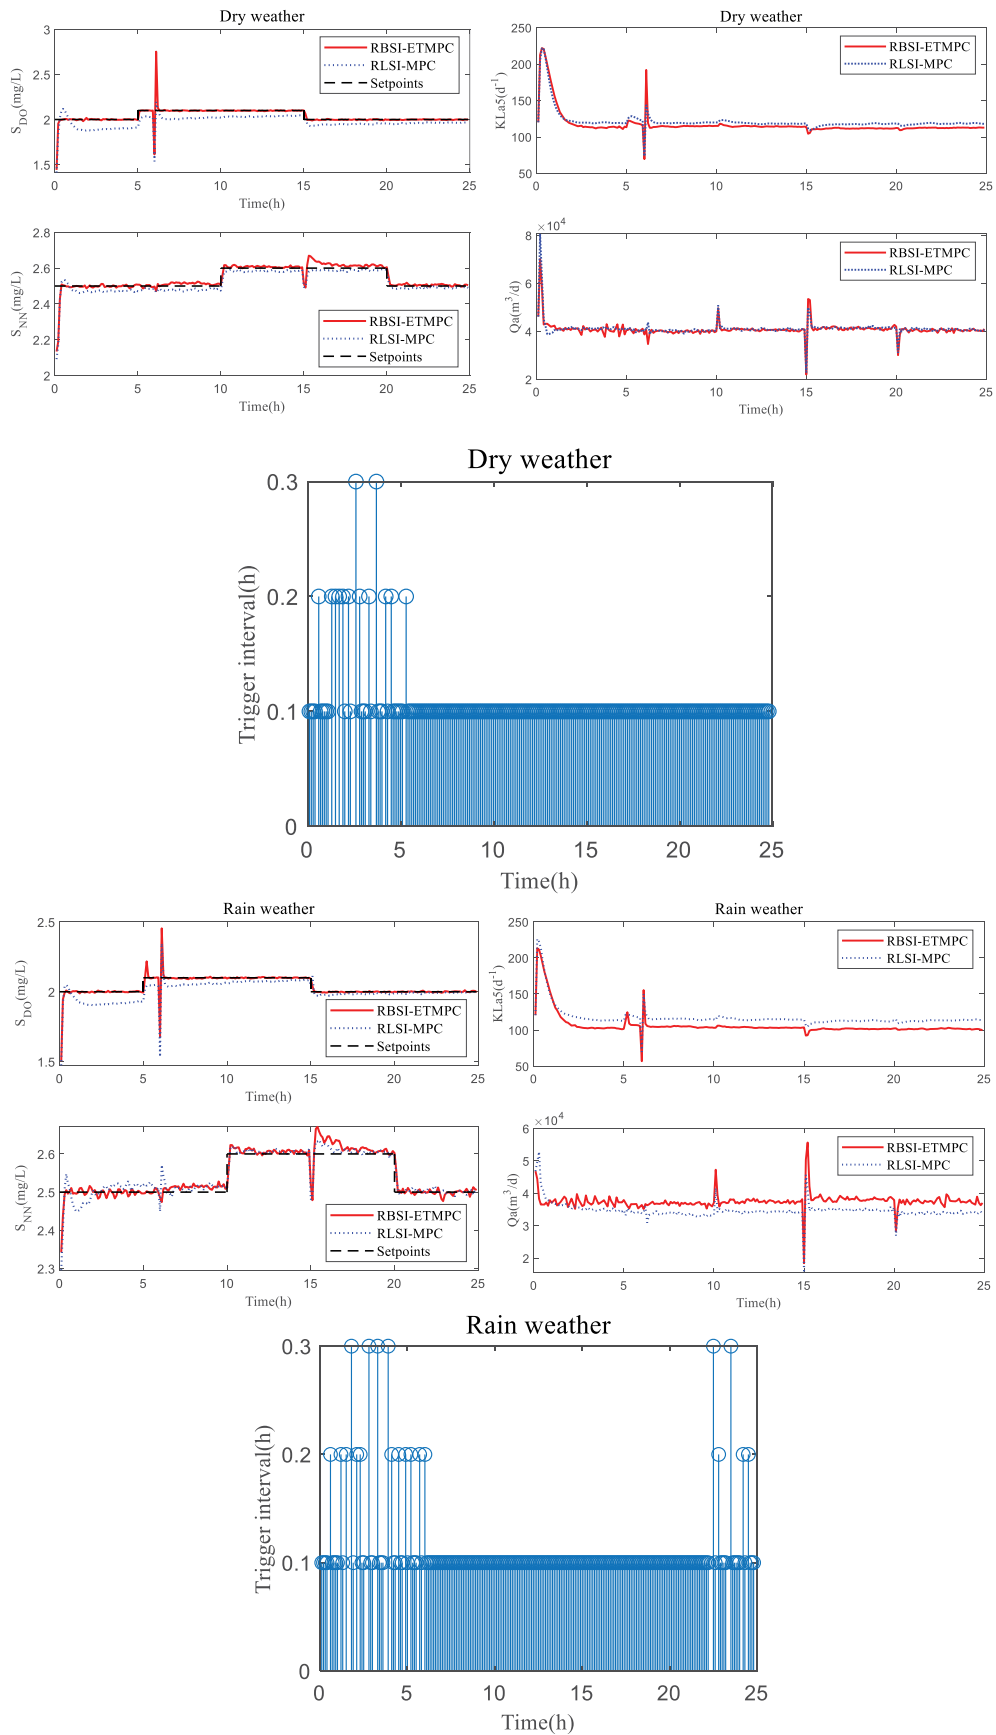 Dry weather
S_DO(mg/L)
3
2.5
2
1.5
RBSI-ETMPC
RLSI-MPC
Setpoints
0 5 10 15 20 25
Time(h)
Dry weather
KLa5(d^-1)
250
200
150
100
50
RBSI-ETMPC
RLSI-MPC
0 5 10 15 20 25
Time(h)
S_NN(mg/L)
2.8
2.6
2.4
2.2
2
RBSI-ETMPC
RLSI-MPC
Setpoints
0 5 10 15 20 25
Time(h)
×10^4
Qa(m^3/d)
8
6
4
2
RBSI-ETMPC
RLSI-MPC
0 5 10 15 20 25
Time(h)
Dry weather
Trigger interval(h)
0.3
0.2
0.1
0
0 5 10 15 20 25
Time(h)
Rain weather
S_DO(mg/L)
2.5
2
1.5
RBSI-ETMPC
RLSI-MPC
Setpoints
0 5 10 15 20 25
Time(h)
Rain weather
KLa5(d^-1)
250
200
150
100
50
RBSI-ETMPC
RLSI-MPC
0 5 10 15 20 25
Time(h)
S_NN(mg/L)
2.6
2.5
2.4
2.3
RBSI-ETMPC
RLSI-MPC
Setpoints
0 5 10 15 20 25
Time(h)
×10^4
Qa(m^3/d)
6
5
4
3
2
RBSI-ETMPC
RLSI-MPC
0 5 10 15 20 25
Time(h)
Rain weather
Trigger interval(h)
0.3
0.2
0.1
0
0 5 10 15 20 25
Time(h)